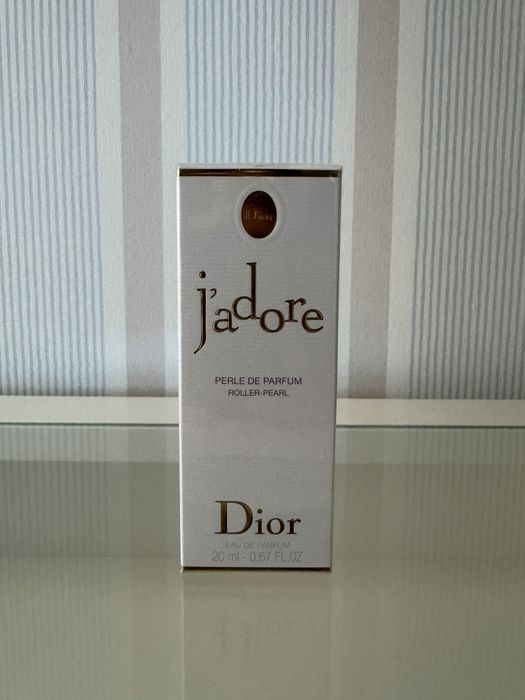 Dior
j'adore
PERLE DE PARFUM
ROLLER-PEARL
Dior
EAU DE PARFUM
20 ml - 0.67 FL.OZ